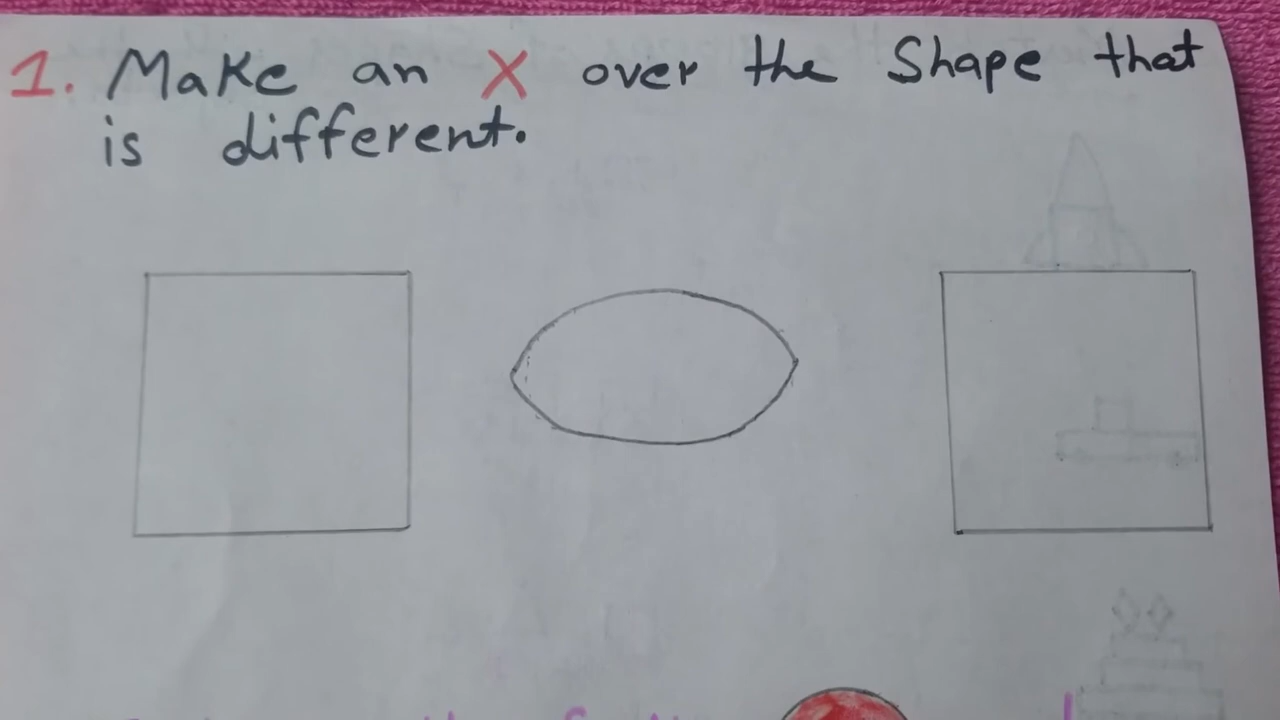 1. Make an X over the Shape that
is different.